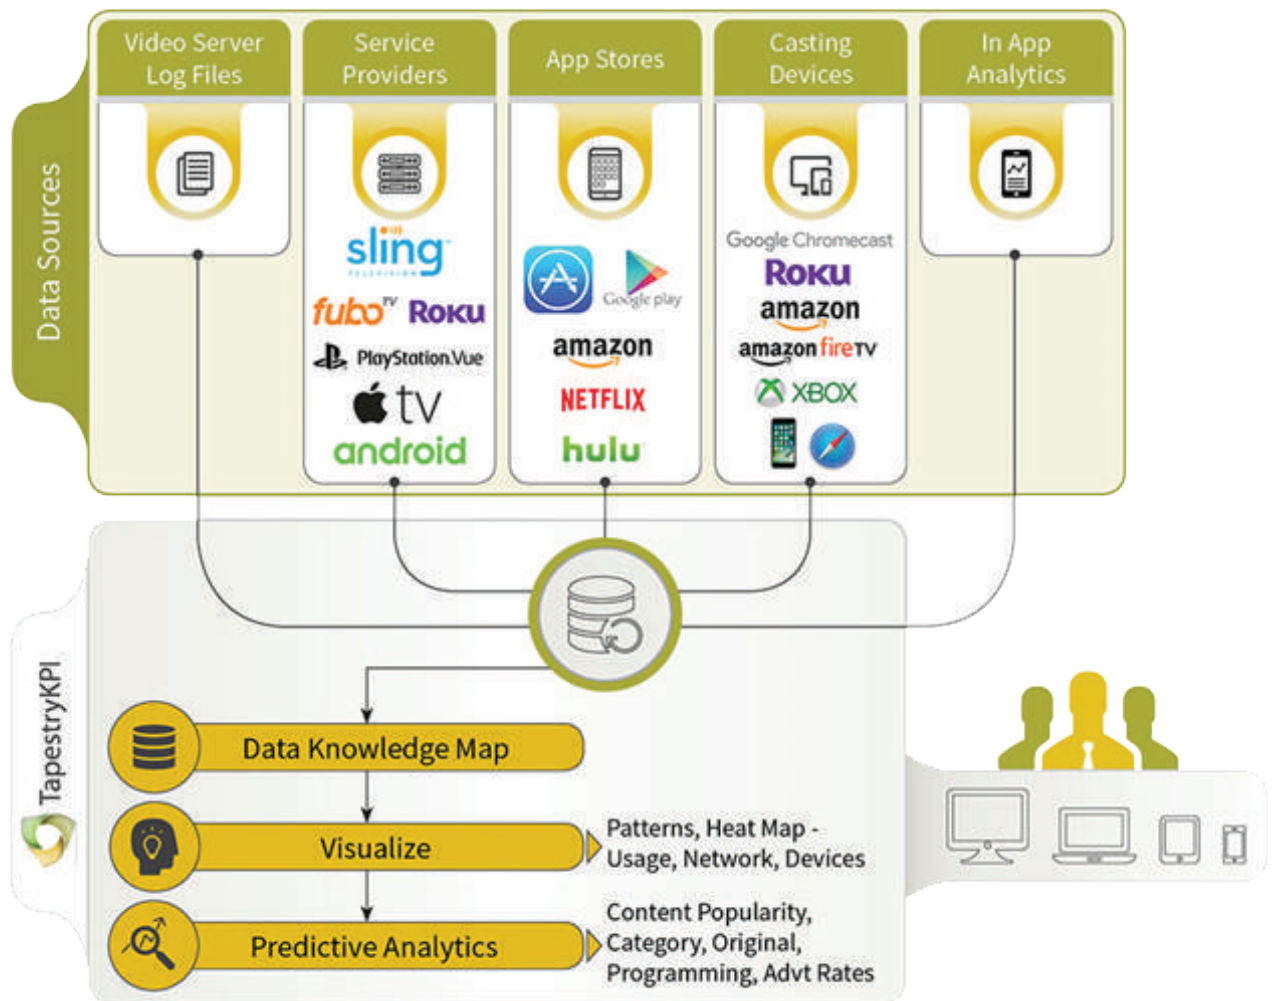 Video Server
Log Files
Service
Providers
App Stores
Casting
Devices
In App
Analytics
Data Sources
sling
TELEVISION
fubo TV
ROKU
PlayStation.Vue
tv
android
Google play
amazon
NETFLIX
hulu
Google Chromecast
ROKU
amazon
amazon fireTV
XBOX
TapestryKPI
Data Knowledge Map
Visualize
Patterns, Heat Map -
Usage, Network, Devices
Predictive Analytics
Content Popularity,
Category, Original,
Programming, Advt Rates